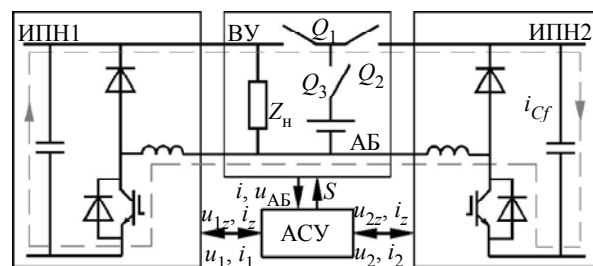 ИПН1 ВУ Q1 ИПН2
Q3 Q2
Zн iCf
АБ
i, uАБ S
u1z, iz АСУ u2z, iz
u1, i1 u2, i2